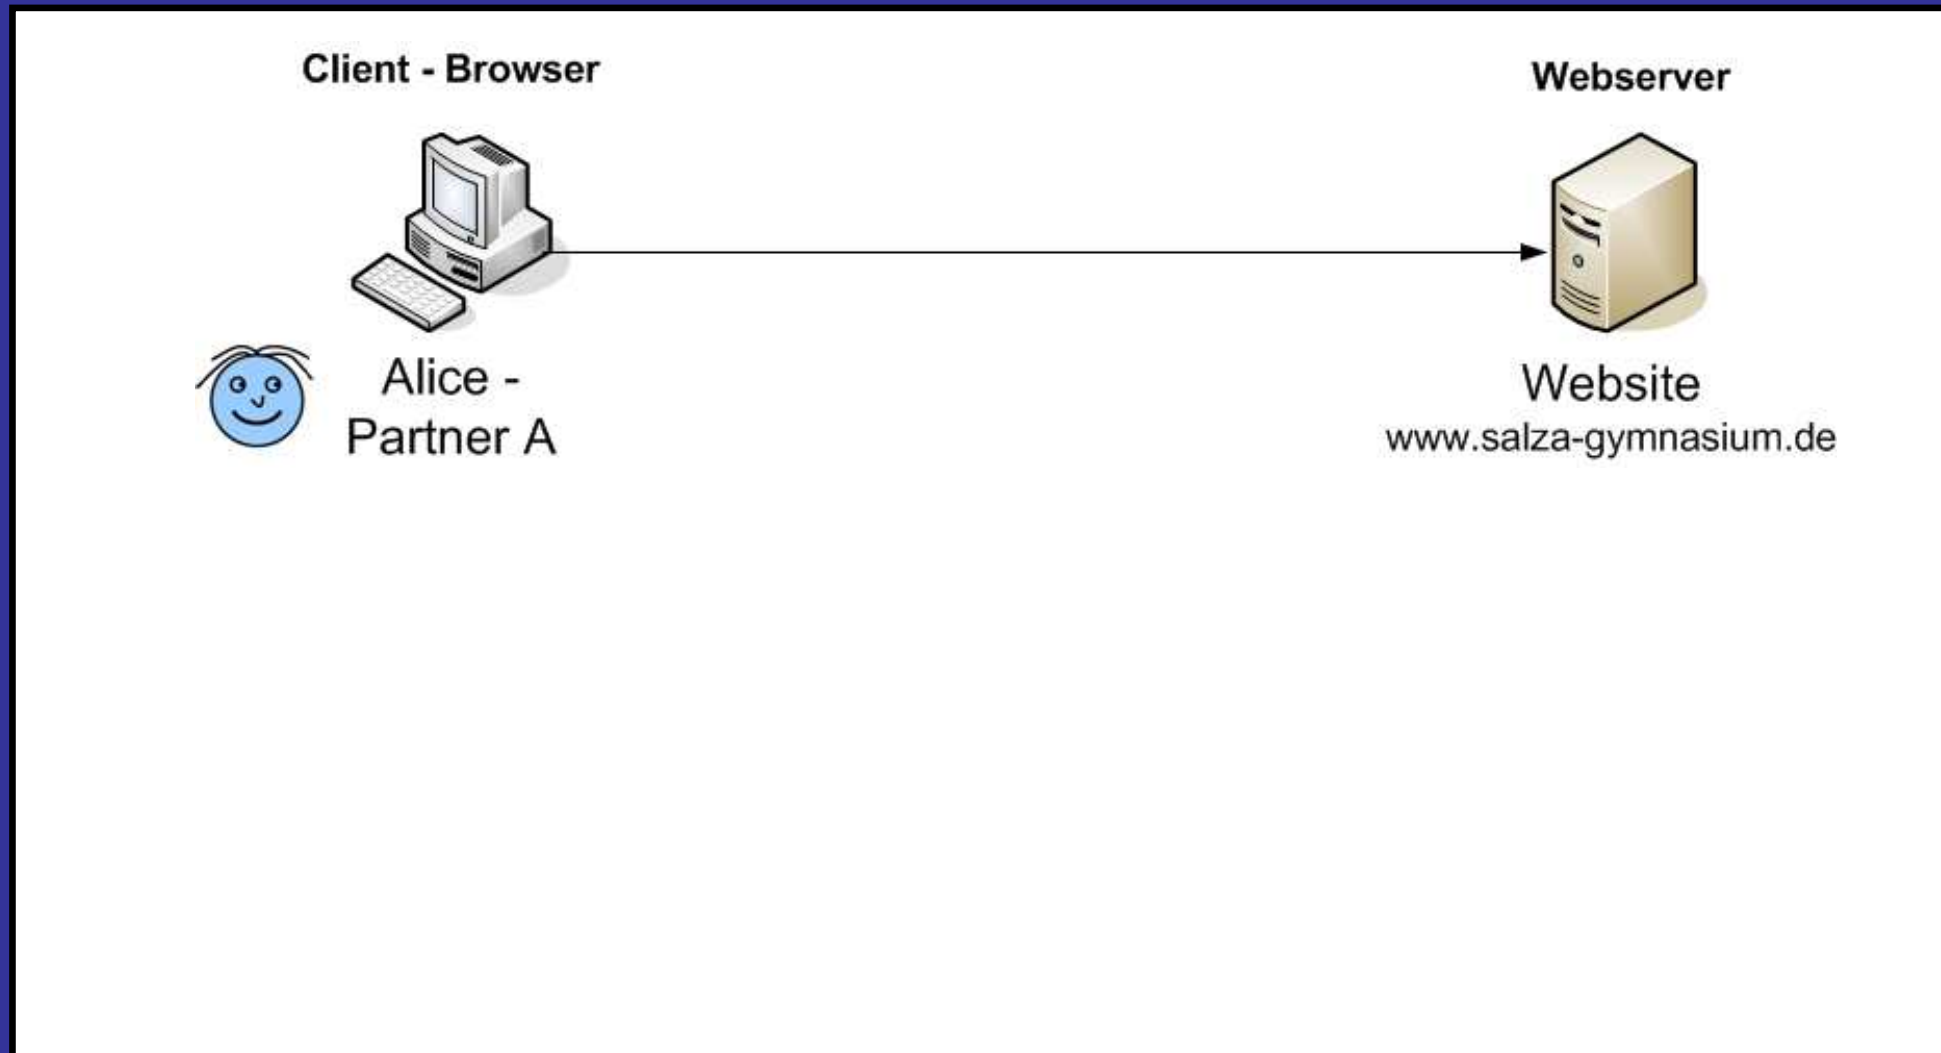 Client - Browser
Webserver
Alice -
Partner A
Website
www.salza-gymnasium.de